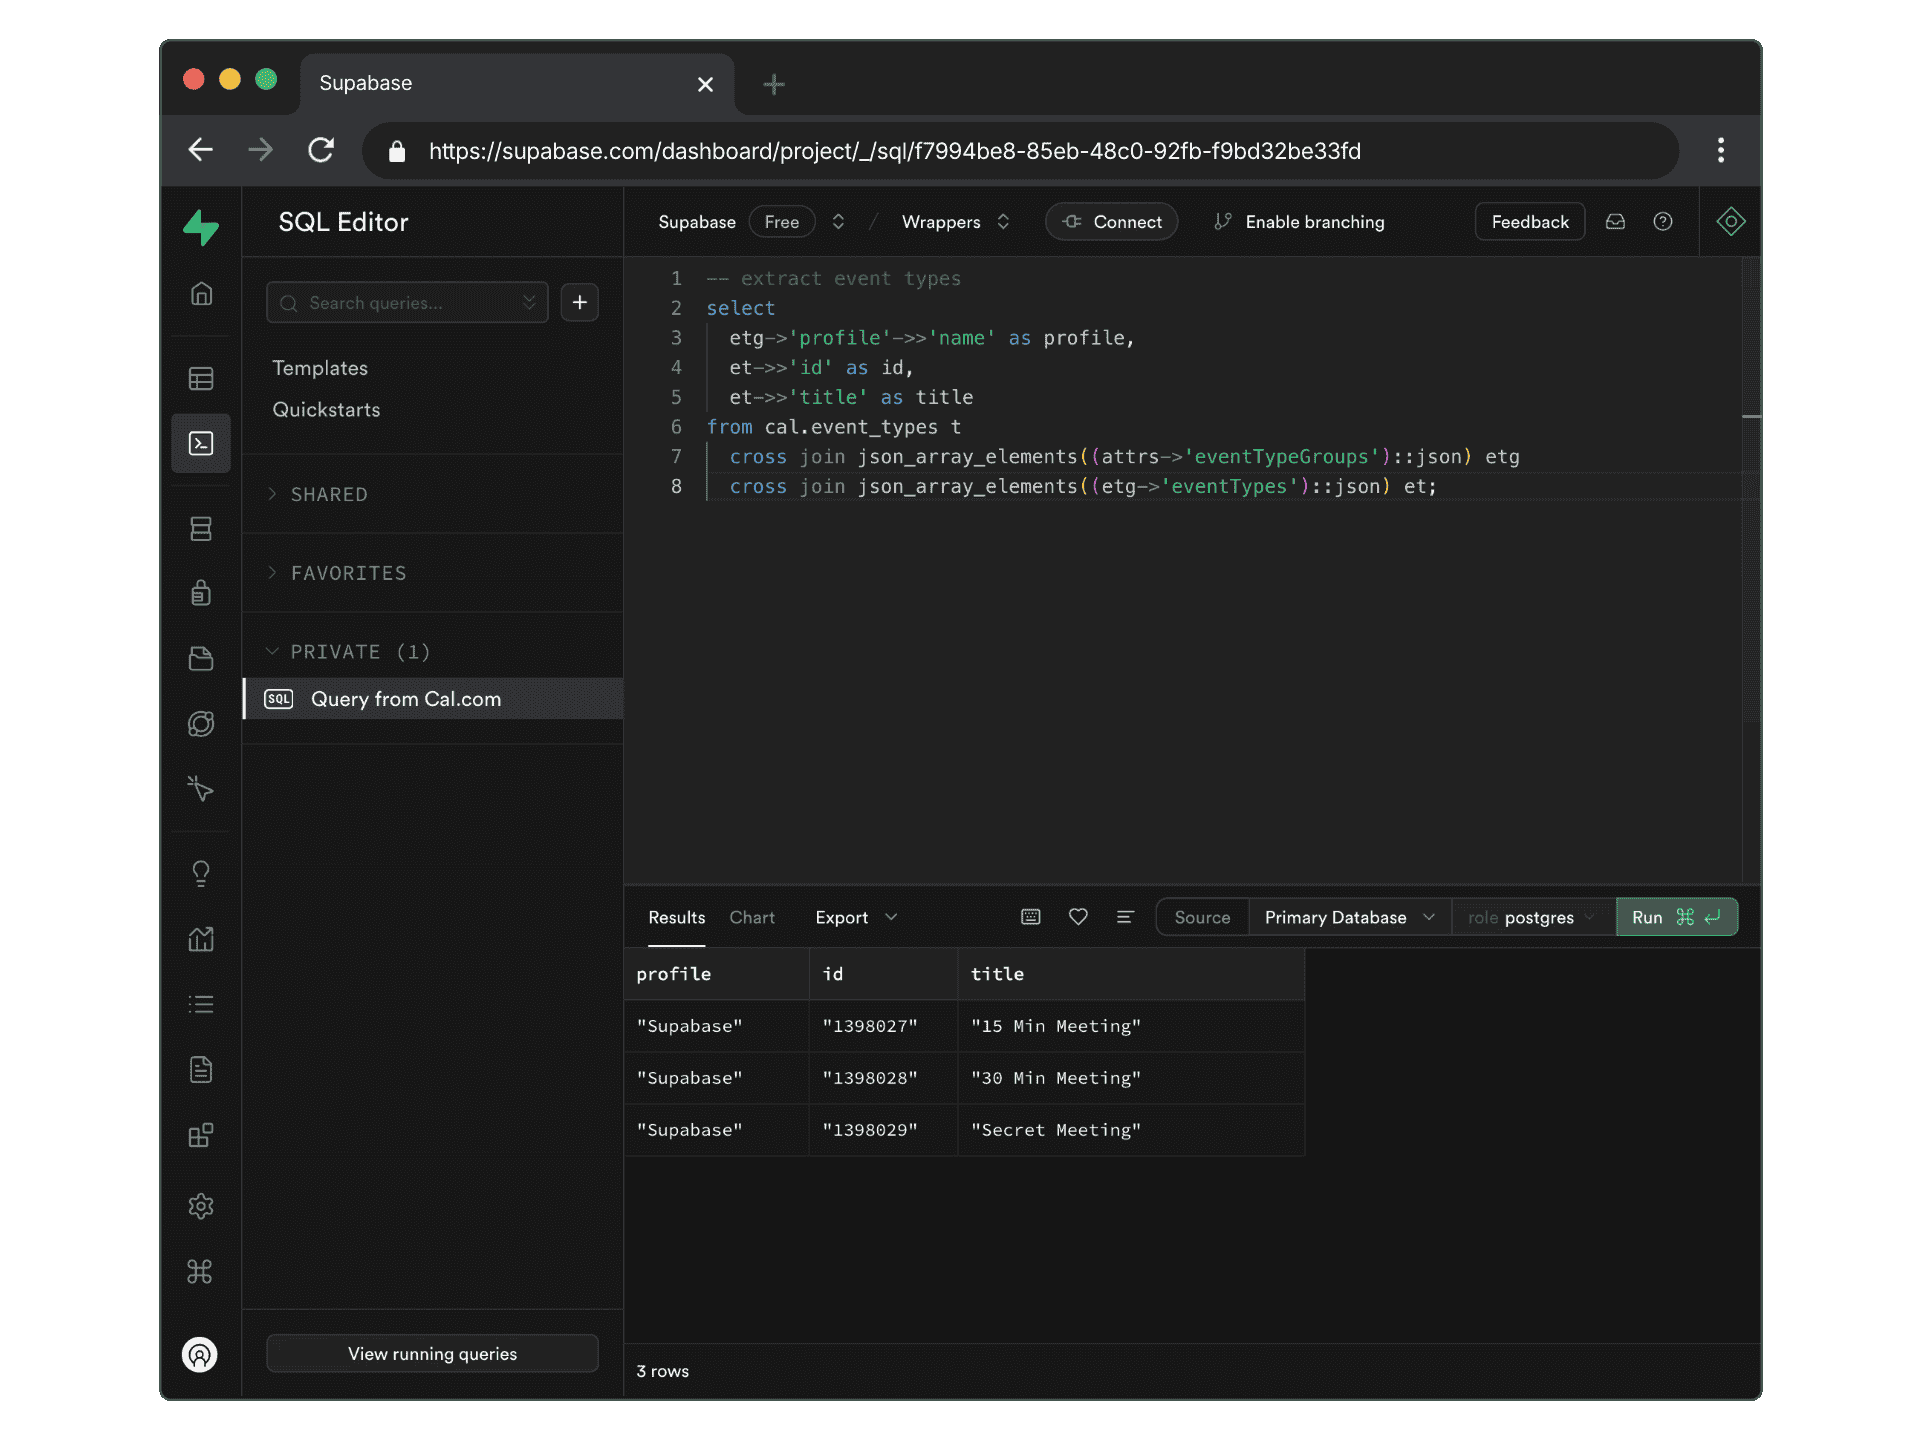 Supabase
https://supabase.com/dashboard/project/_/sql/f7994be8-85eb-48c0-92fb-f9bd32be33fd
SQL Editor
Supabase Free / Wrappers Connect Enable branching Feedback
Search queries...
Templates
Quickstarts
SHARED
FAVORITES
PRIVATE (1)
SQL Query from Cal.com
View running queries
1 -- extract event types
2 select
3 etg->'profile'->>'name' as profile,
4 et->>'id' as id,
5 et->>'title' as title
6 from cal.event_types t
7 cross join json_array_elements((attrs->'eventTypeGroups')::json) etg
8 cross join json_array_elements((etg->'eventTypes')::json) et;
Results Chart Export Source Primary Database role postgres Run ⌘ ↵
profile id title
"Supabase" "1398027" "15 Min Meeting"
"Supabase" "1398028" "30 Min Meeting"
"Supabase" "1398029" "Secret Meeting"
3 rows